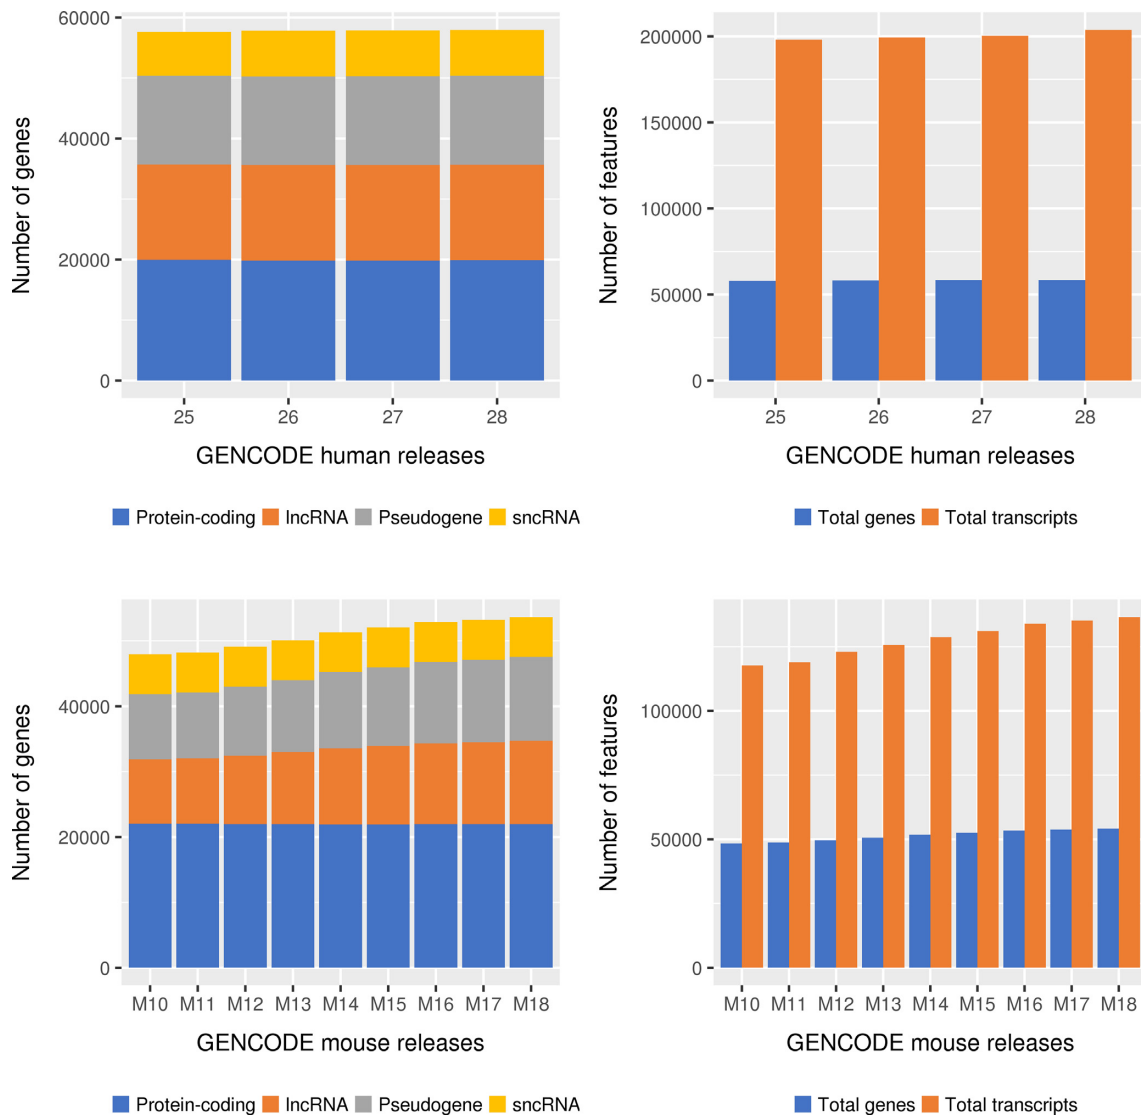 Number of genes
60000
40000
20000
0
25 26 27 28
GENCODE human releases
Protein-coding lncRNA Pseudogene sncRNA
Number of features
200000
150000
100000
50000
0
25 26 27 28
GENCODE human releases
Total genes Total transcripts
Number of genes
40000
20000
0
M10 M11 M12 M13 M14 M15 M16 M17 M18
GENCODE mouse releases
Protein-coding lncRNA Pseudogene sncRNA
Number of features
100000
50000
0
M10 M11 M12 M13 M14 M15 M16 M17 M18
GENCODE mouse releases
Total genes Total transcripts